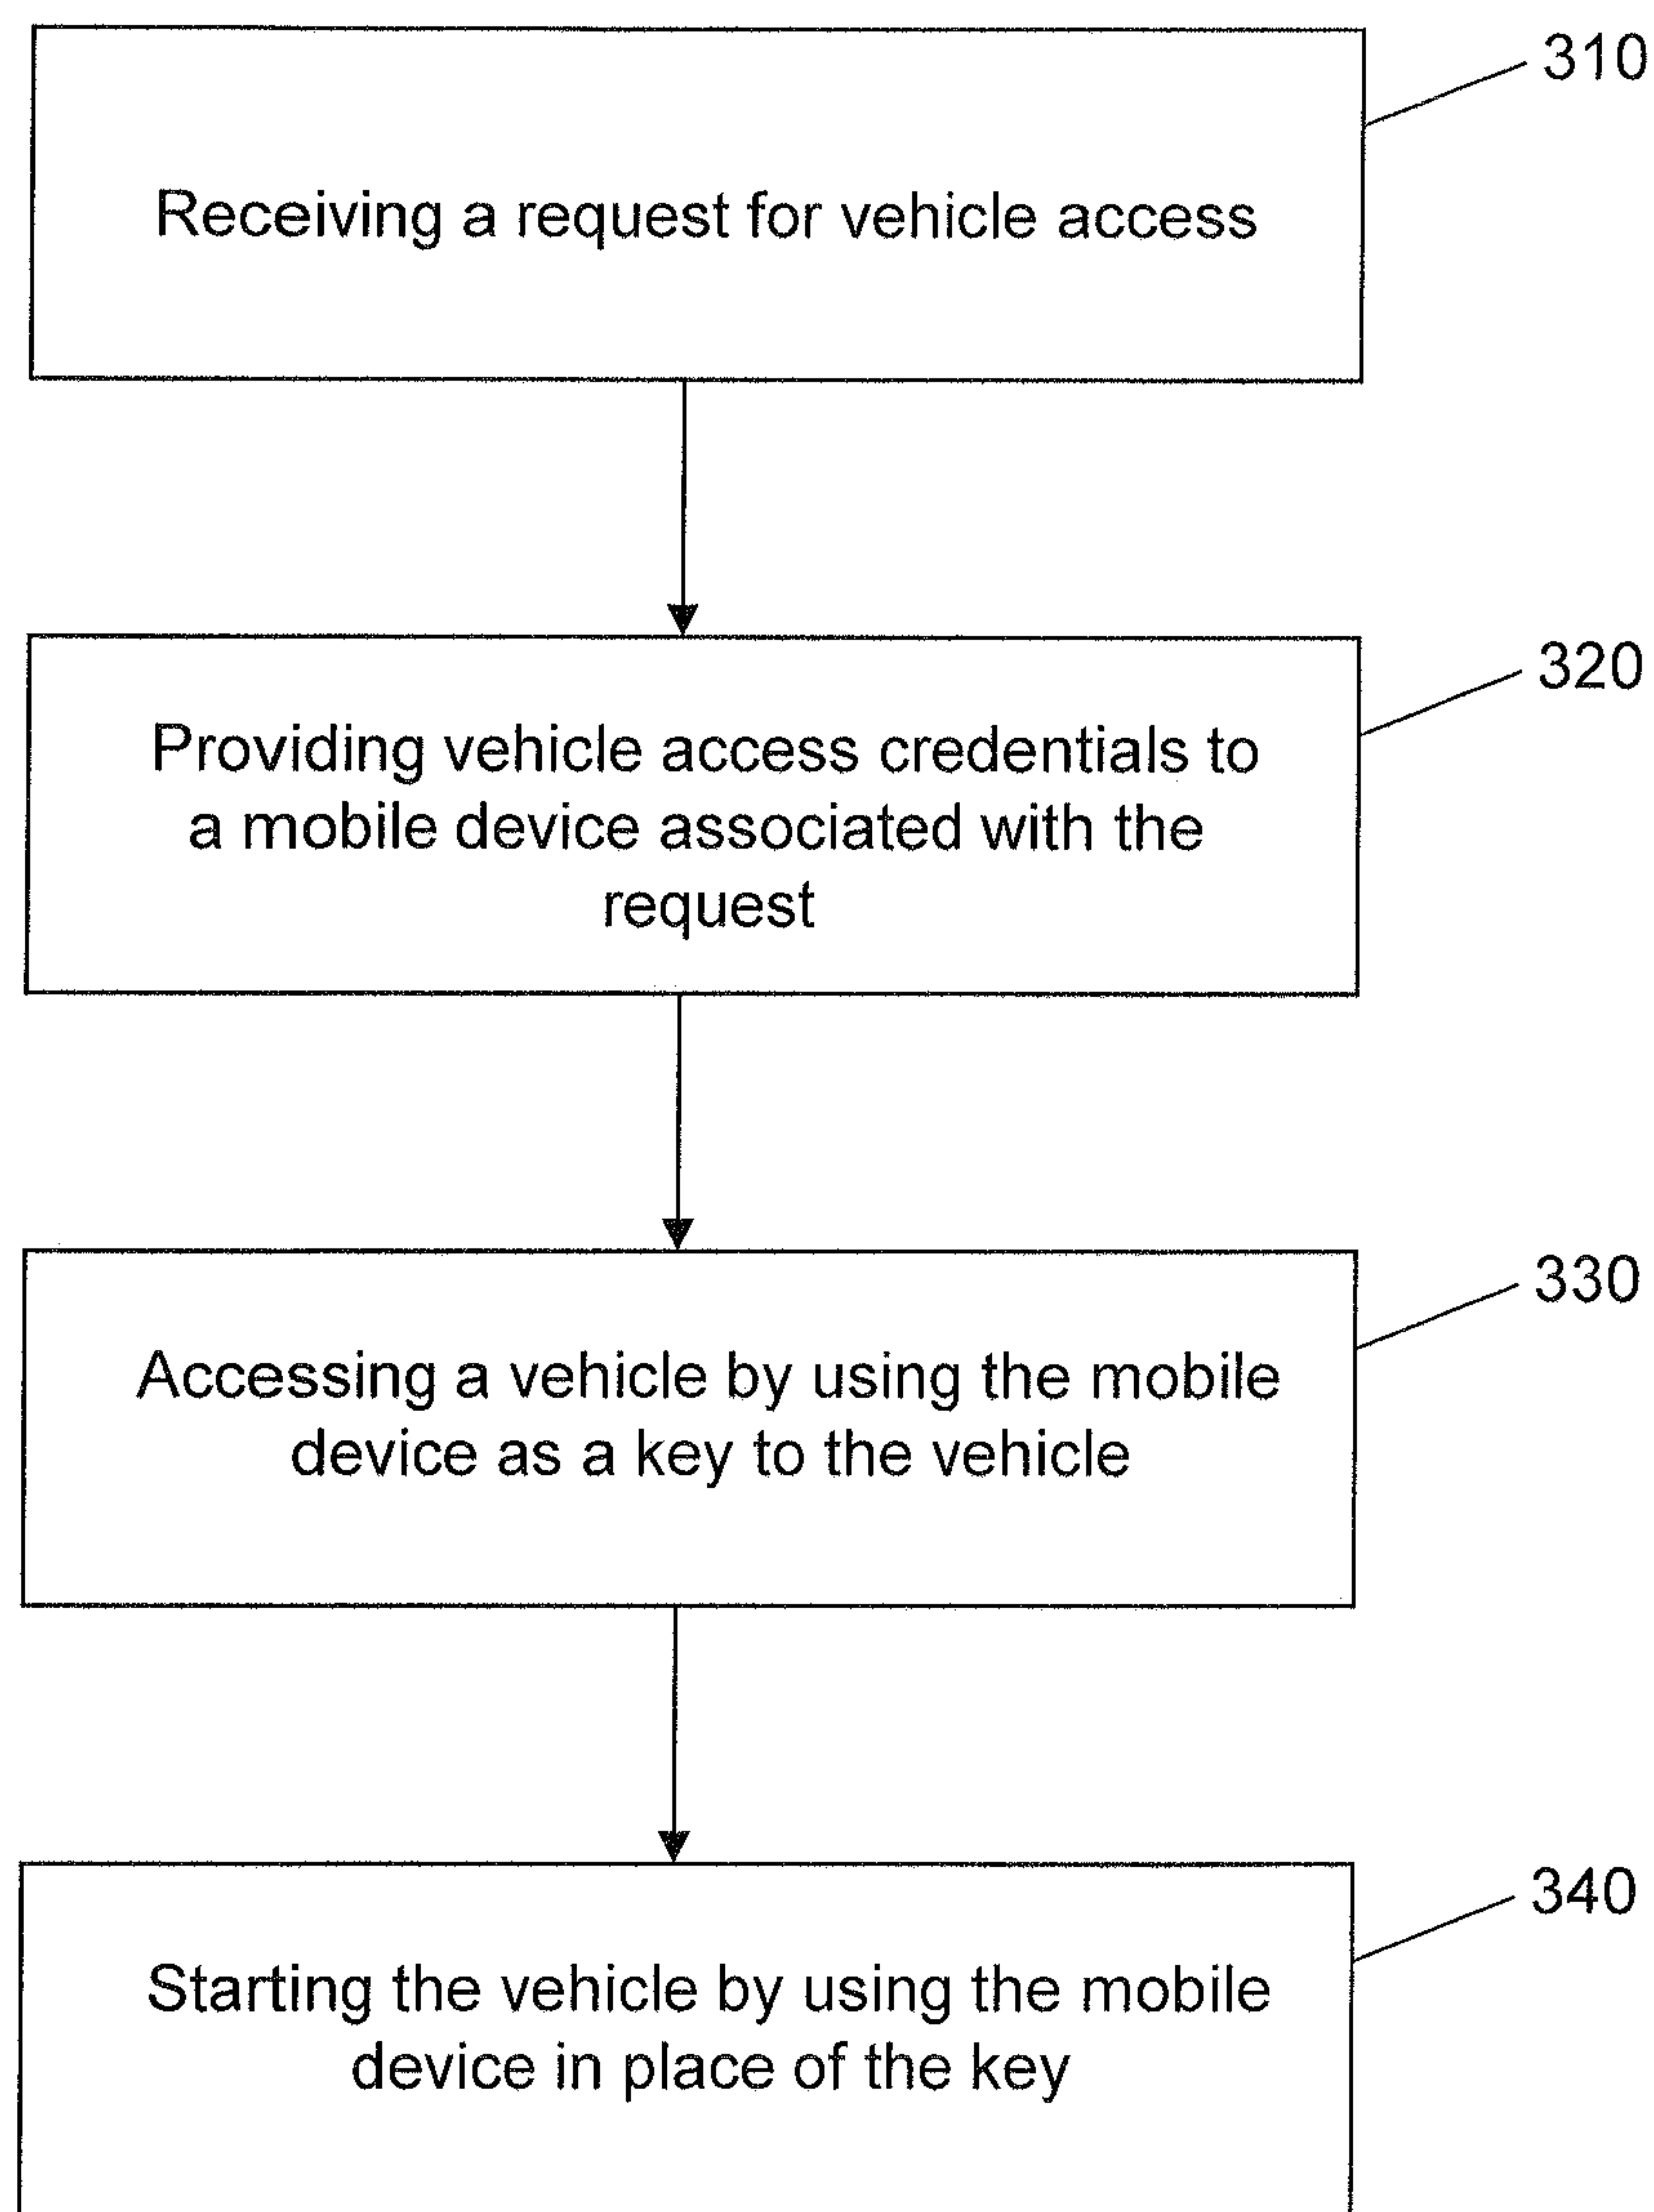 310
Receiving a request for vehicle access
320
Providing vehicle access credentials to
a mobile device associated with the
request
330
Accessing a vehicle by using the mobile
device as a key to the vehicle
340
Starting the vehicle by using the mobile
device in place of the key